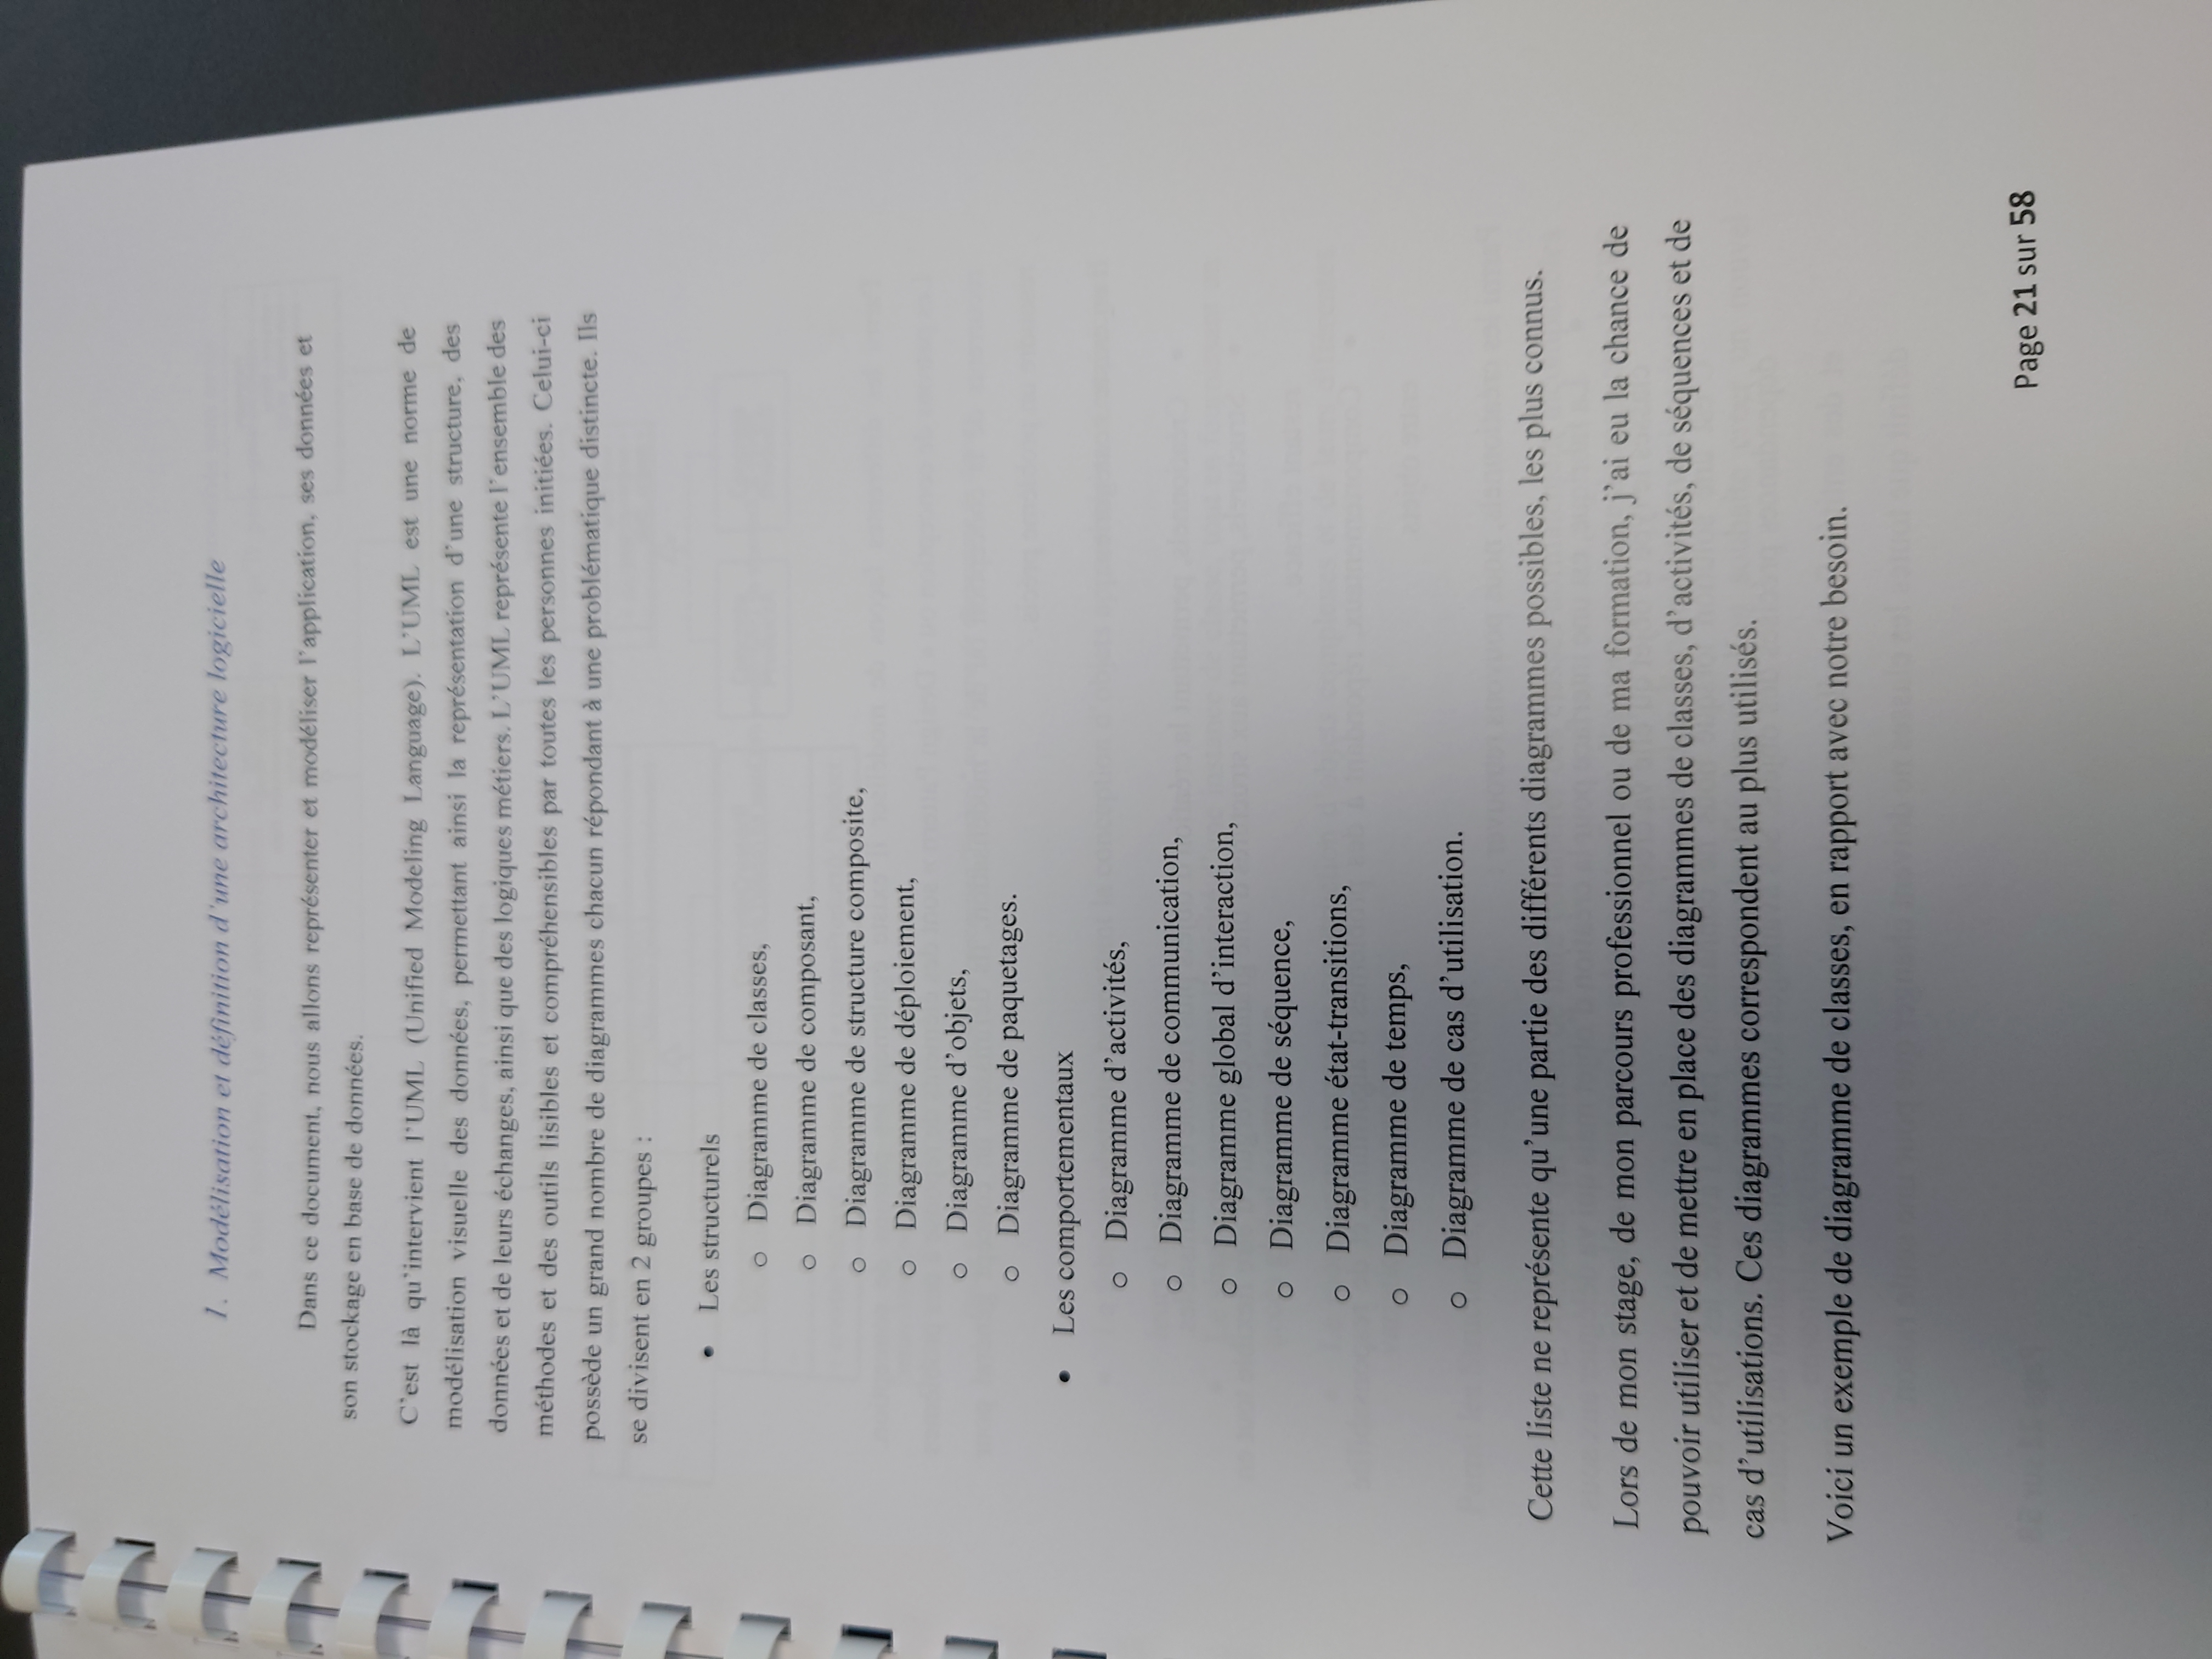 1. Modélisation et définition d'une architecture logicielle
Dans ce document, nous allons représenter et modéliser l'application, ses données et
son stockage en base de données.
C'est là qu'intervient l'UML (Unified Modeling Language). L'UML est une norme de
modélisation visuelle des données, permettant ainsi la représentation d'une structure, des
données et de leurs échanges, ainsi que des logiques métiers. L'UML représente l'ensemble des
méthodes et des outils lisibles et compréhensibles par toutes les personnes initiées. Celui-ci
possède un grand nombre de diagrammes chacun répondant à une problématique distincte. Ils
se divisent en 2 groupes :
• Les structurels
o Diagramme de classes,
o Diagramme de composant,
o Diagramme de structure composite,
o Diagramme de déploiement,
o Diagramme d'objets,
o Diagramme de paquetages.
• Les comportementaux
o Diagramme d'activités,
o Diagramme de communication,
o Diagramme global d'interaction,
o Diagramme de séquence,
o Diagramme état-transitions,
o Diagramme de temps,
o Diagramme de cas d'utilisation.
Cette liste ne représente qu'une partie des différents diagrammes possibles, les plus connus.
Lors de mon stage, de mon parcours professionnel ou de ma formation, j'ai eu la chance de
pouvoir utiliser et de mettre en place des diagrammes de classes, d'activités, de séquences et de
cas d'utilisations. Ces diagrammes correspondent au plus utilisés.
Voici un exemple de diagramme de classes, en rapport avec notre besoin.
Page 21 sur 58